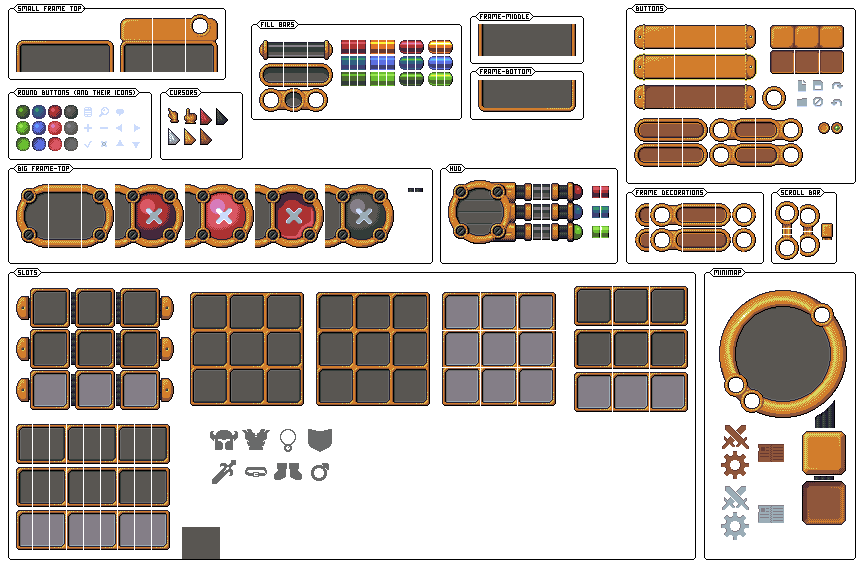 SMALL FRAME TOP
FILL BARS
FRAME-MIDDLE
BUTTONS
FRAME-BOTTOM
ROUND BUTTONS (AND THEIR ICONS)
CURSORS
BIG FRAME-TOP
HUD
FRAME DECORATIONS
SCROLL BAR
SLOTS
MINIMAP